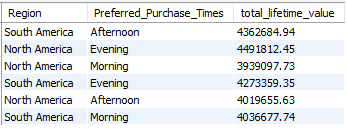 Region Preferred_Purchase_Times total_lifetime_value
South America Afternoon 4362684.94
North America Evening 4491812.45
North America Morning 3939097.73
South America Evening 4273359.45
North America Afternoon 4019655.63
South America Morning 4036677.74